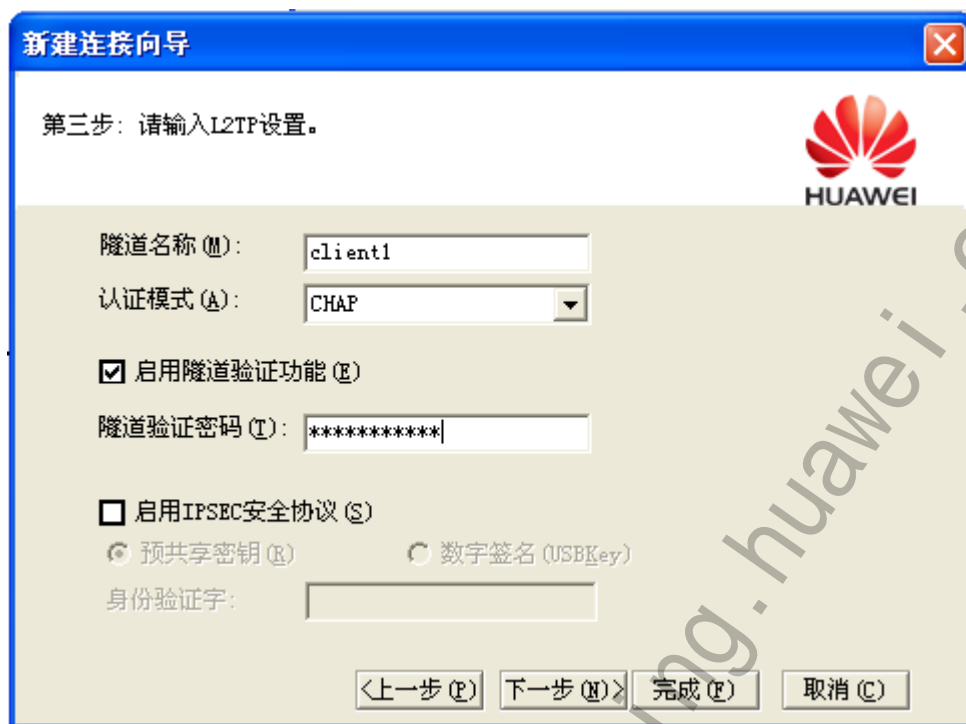 新建连接向导
第三步: 请输入L2TP设置。
HUAWEI
隧道名称(M): client1
认证模式(A): CHAP
启用隧道验证功能(E)
隧道验证密码(T): ***********
启用IPSEC安全协议(S)
预共享密钥(R) 数字签名(USBKey)
身份验证字:
<上一步(P) 下一步(N)> 完成(F) 取消(C)
ng.huawei.